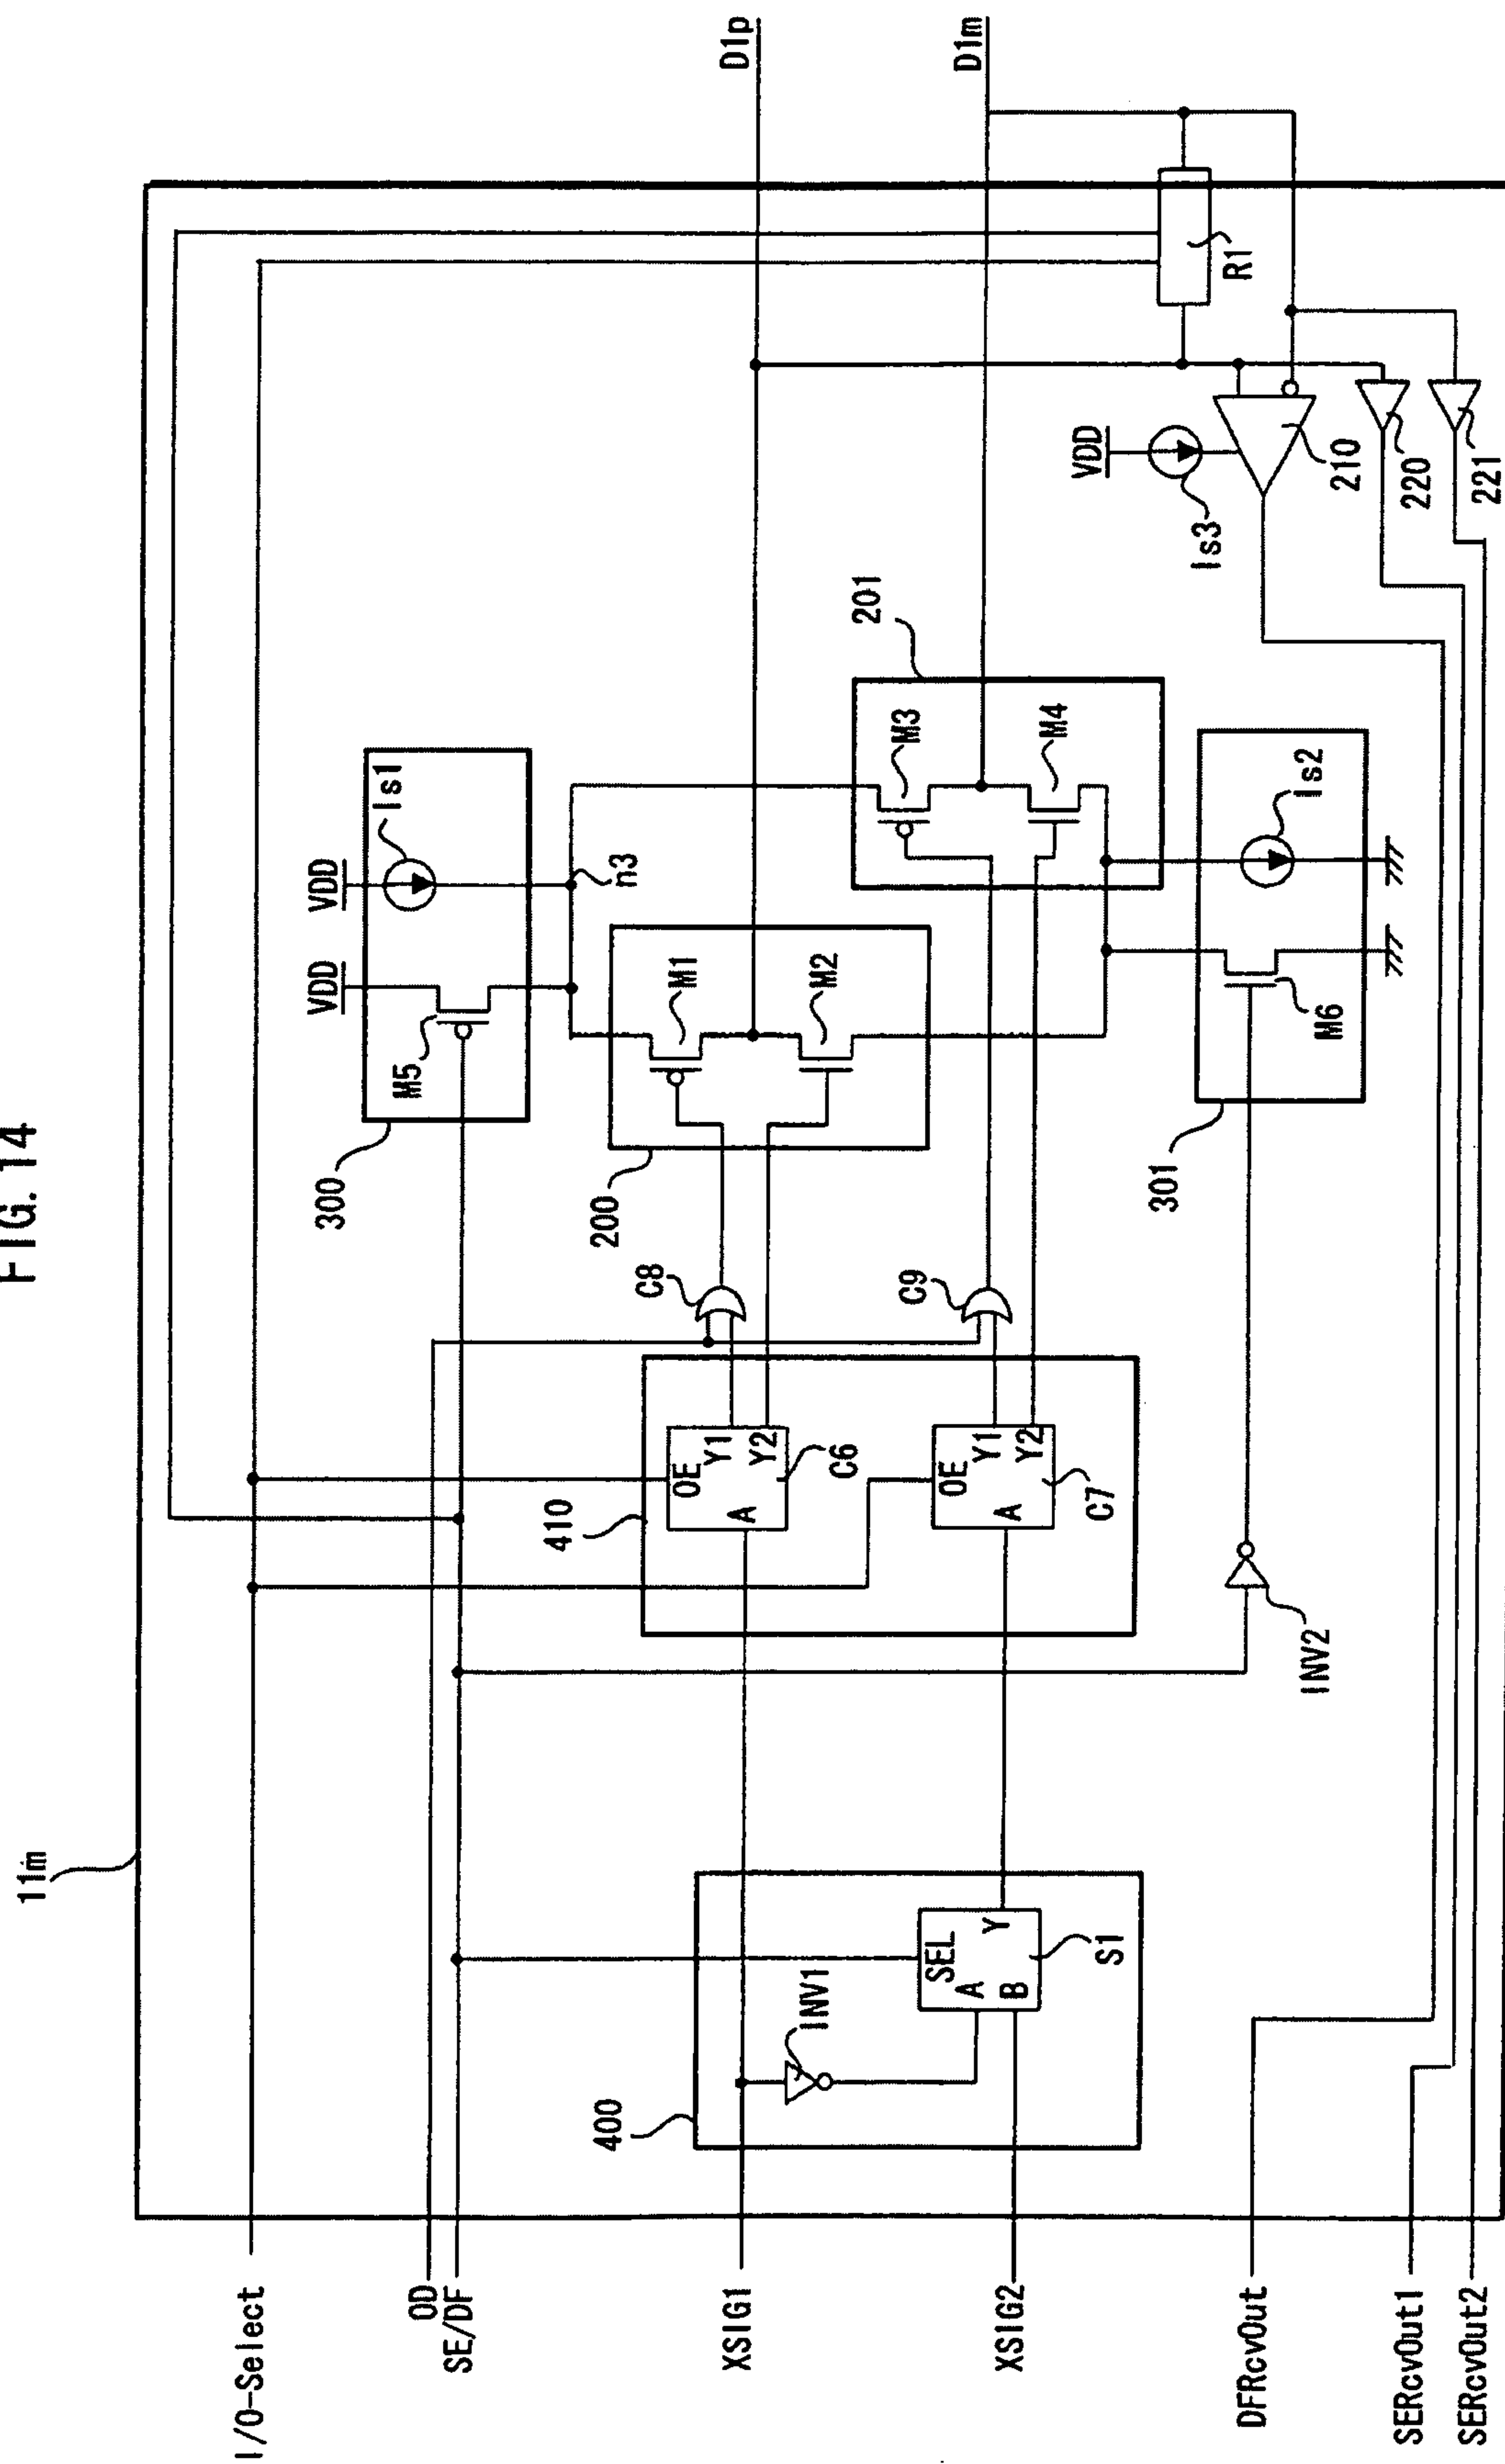 FIG. 14
11m
I/O-Select
OD
SE/DF
XSIG1
XSIG2
DFRcvOut
SERcvOut1
SERcvOut2
400
INV1
SEL
A
B
Y
S1
410
OE
A
Y1
Y2
C6
OE
A
Y1
Y2
C7
INV2
C8
C9
300
VDD
VDD
M5
Is1
n3
200
M1
M2
201
M3
M4
301
M6
Is2
VDD
Is3
210
220
221
R1
D1p
D1m